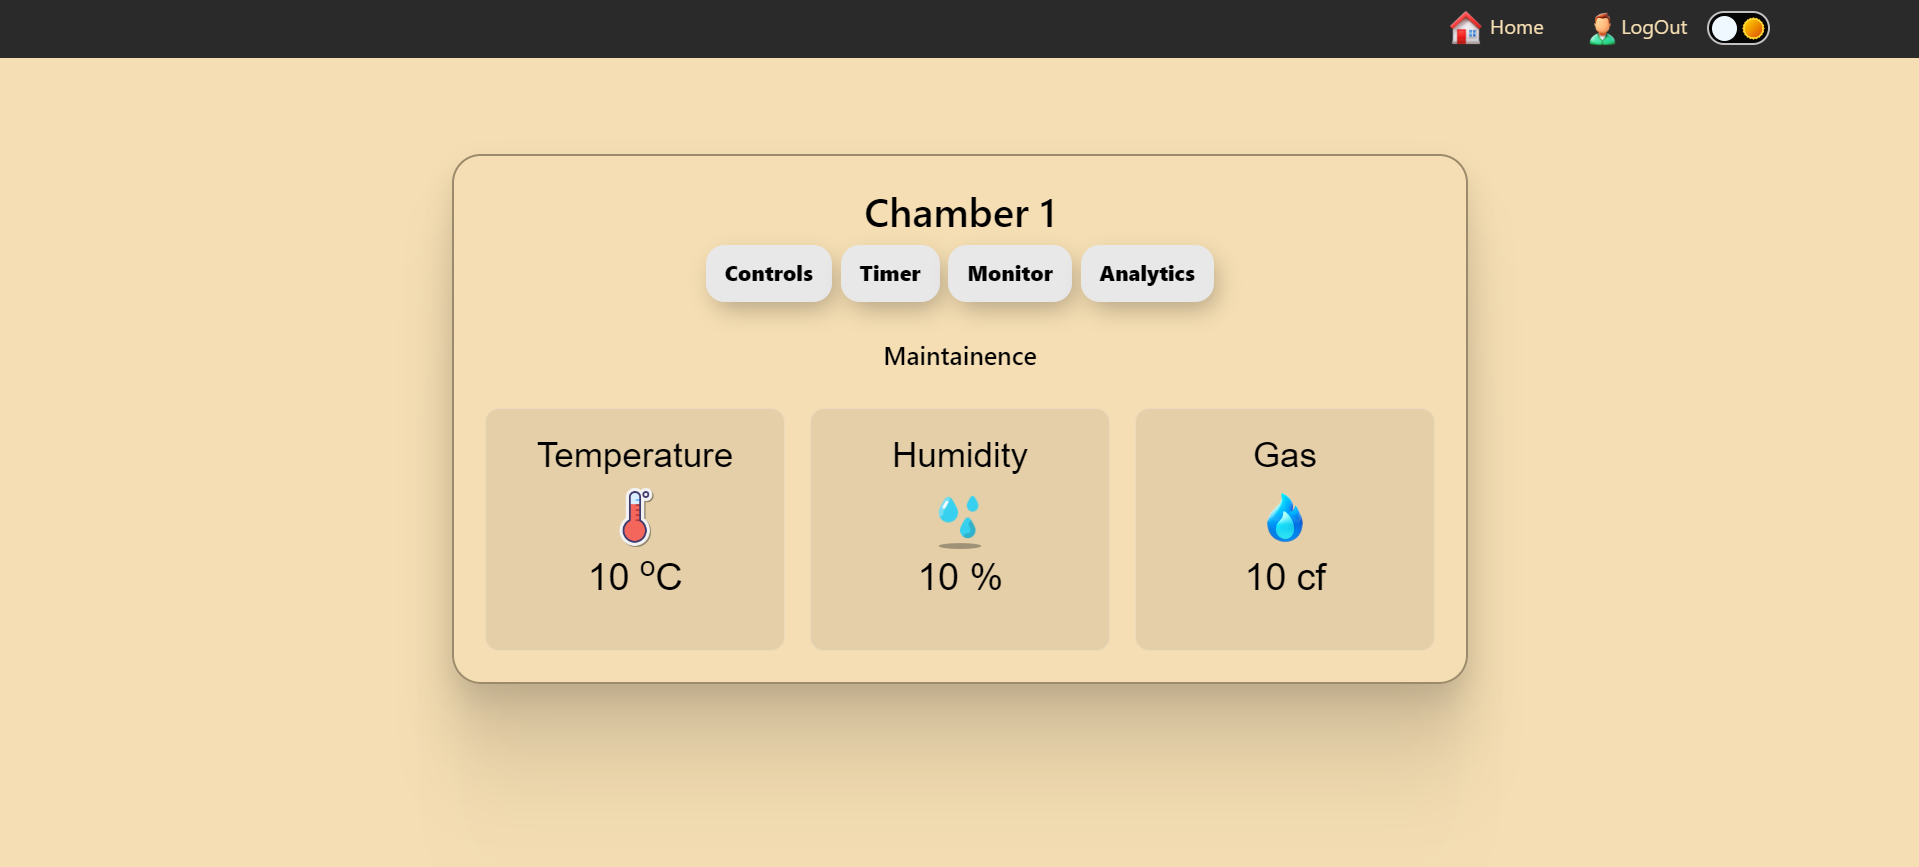 Home LogOut
Chamber 1
Controls Timer Monitor Analytics
Maintainence
Temperature Humidity Gas
10 °C 10 % 10 cf